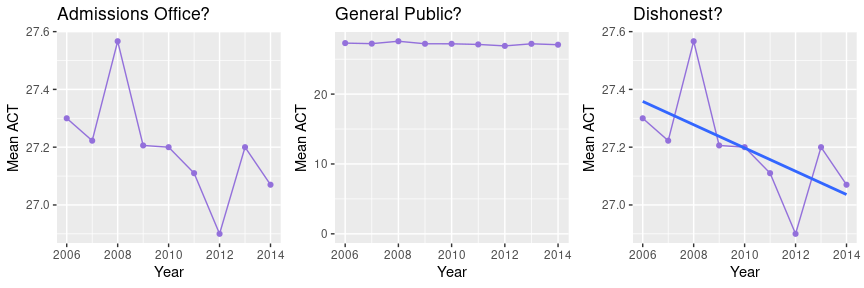 Admissions Office?
27.6
27.4
27.2
27.0
Mean ACT
2006 2008 2010 2012 2014
Year
General Public?
20
10
0
Mean ACT
2006 2008 2010 2012 2014
Year
Dishonest?
27.6
27.4
27.2
27.0
Mean ACT
2006 2008 2010 2012 2014
Year